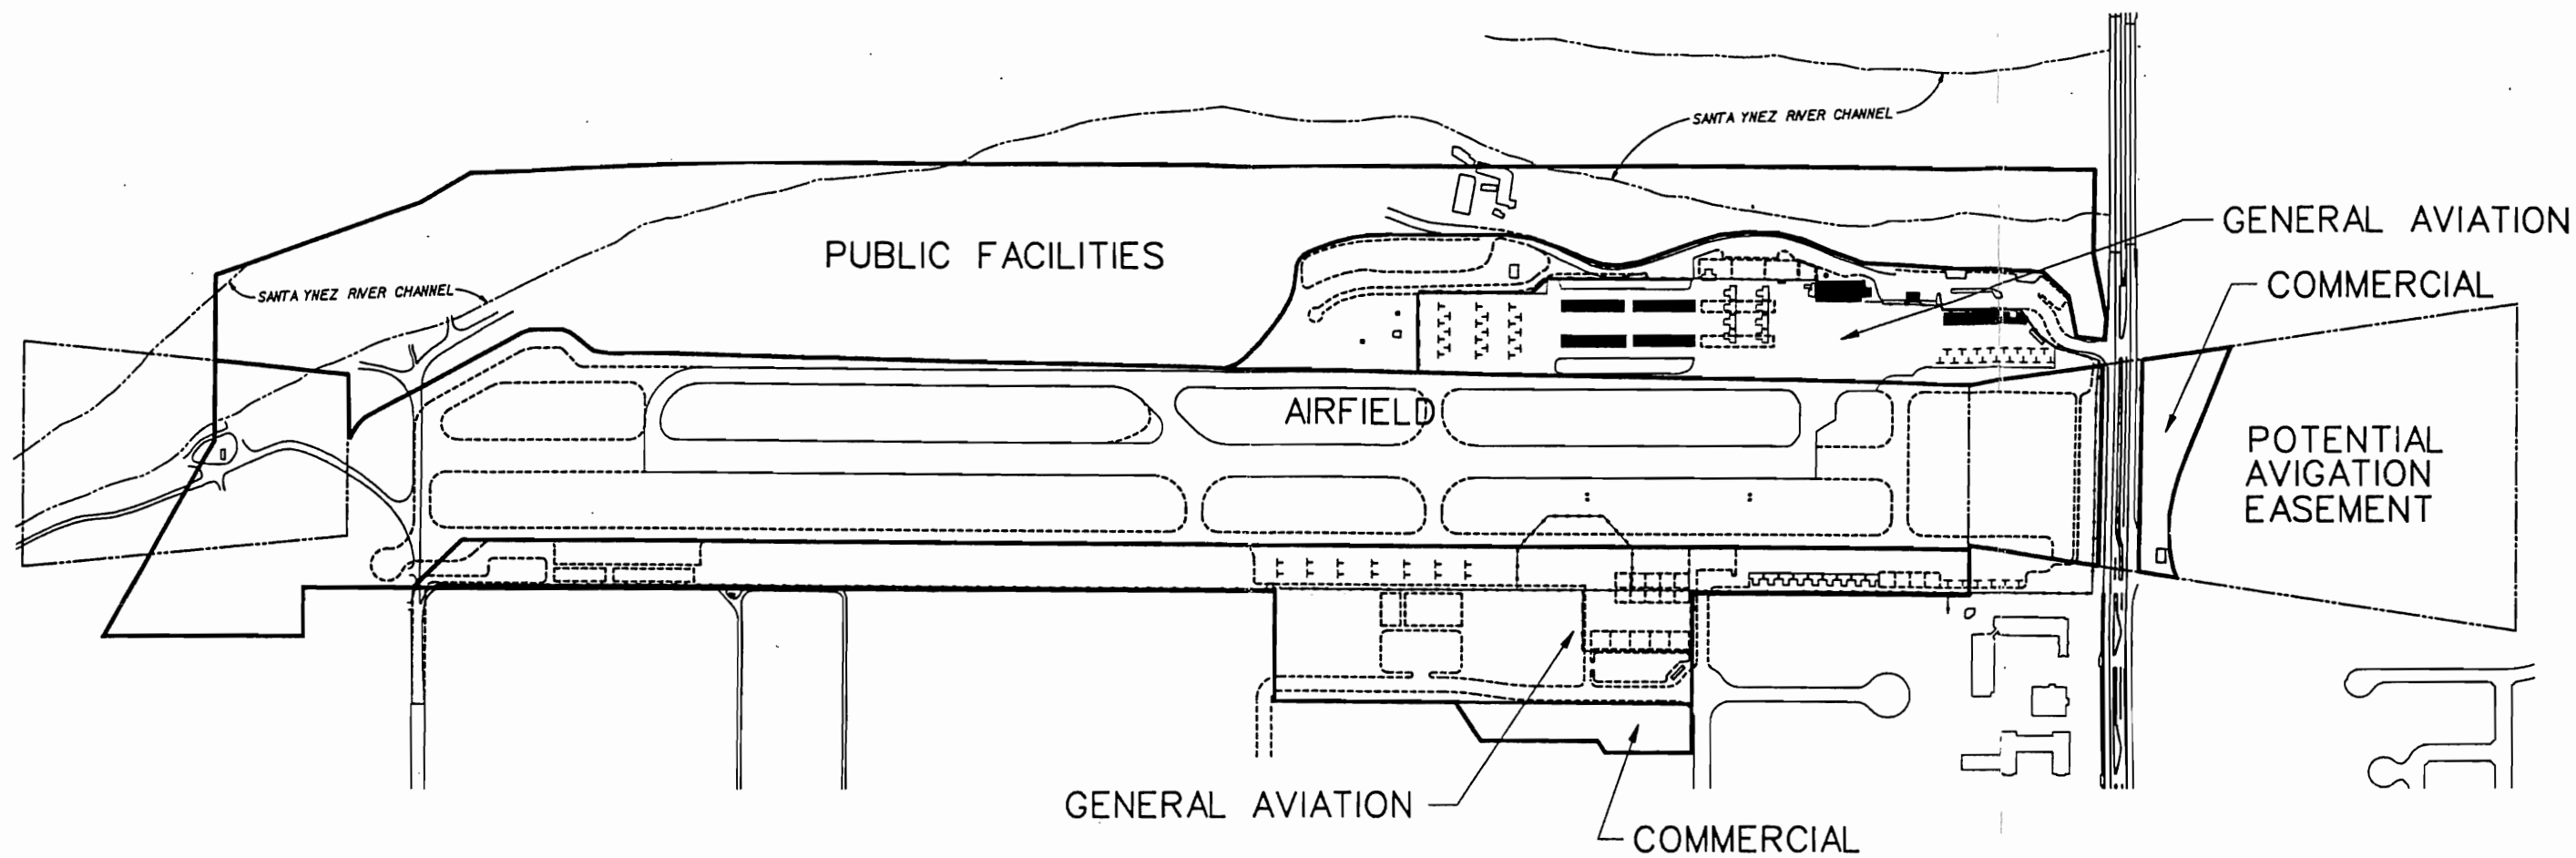 SANTA YNEZ RIVER CHANNEL
GENERAL AVIATION
PUBLIC FACILITIES
COMMERCIAL
SANTA YNEZ RIVER CHANNEL
AIRFIELD
POTENTIAL
AVIGATION
EASEMENT
GENERAL AVIATION
COMMERCIAL